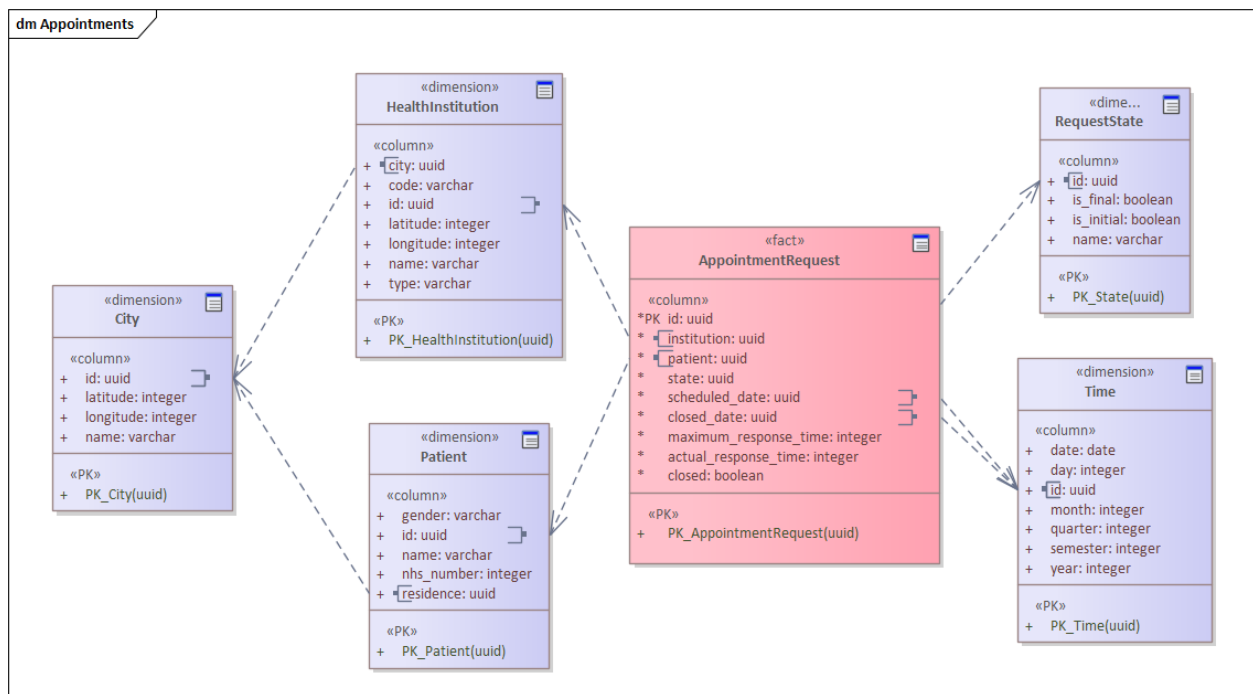 dm Appointments
«dimension»
HealthInstitution
«column»
+ city: uuid
+ code: varchar
+ id: uuid
+ latitude: integer
+ longitude: integer
+ name: varchar
+ type: varchar
«PK»
+ PK_HealthInstitution(uuid)
«dime...
RequestState
«column»
+ id: uuid
+ is_final: boolean
+ is_initial: boolean
+ name: varchar
«PK»
+ PK_State(uuid)
«fact»
AppointmentRequest
«column»
*PK id: uuid
* institution: uuid
* patient: uuid
* state: uuid
* scheduled_date: uuid
* closed_date: uuid
* maximum_response_time: integer
* actual_response_time: integer
* closed: boolean
«PK»
+ PK_AppointmentRequest(uuid)
«dimension»
City
«column»
+ id: uuid
+ latitude: integer
+ longitude: integer
+ name: varchar
«PK»
+ PK_City(uuid)
«dimension»
Patient
«column»
+ gender: varchar
+ id: uuid
+ name: varchar
+ nhs_number: integer
+ residence: uuid
«PK»
+ PK_Patient(uuid)
«dimension»
Time
«column»
+ date: date
+ day: integer
+ id: uuid
+ month: integer
+ quarter: integer
+ semester: integer
+ year: integer
«PK»
+ PK_Time(uuid)